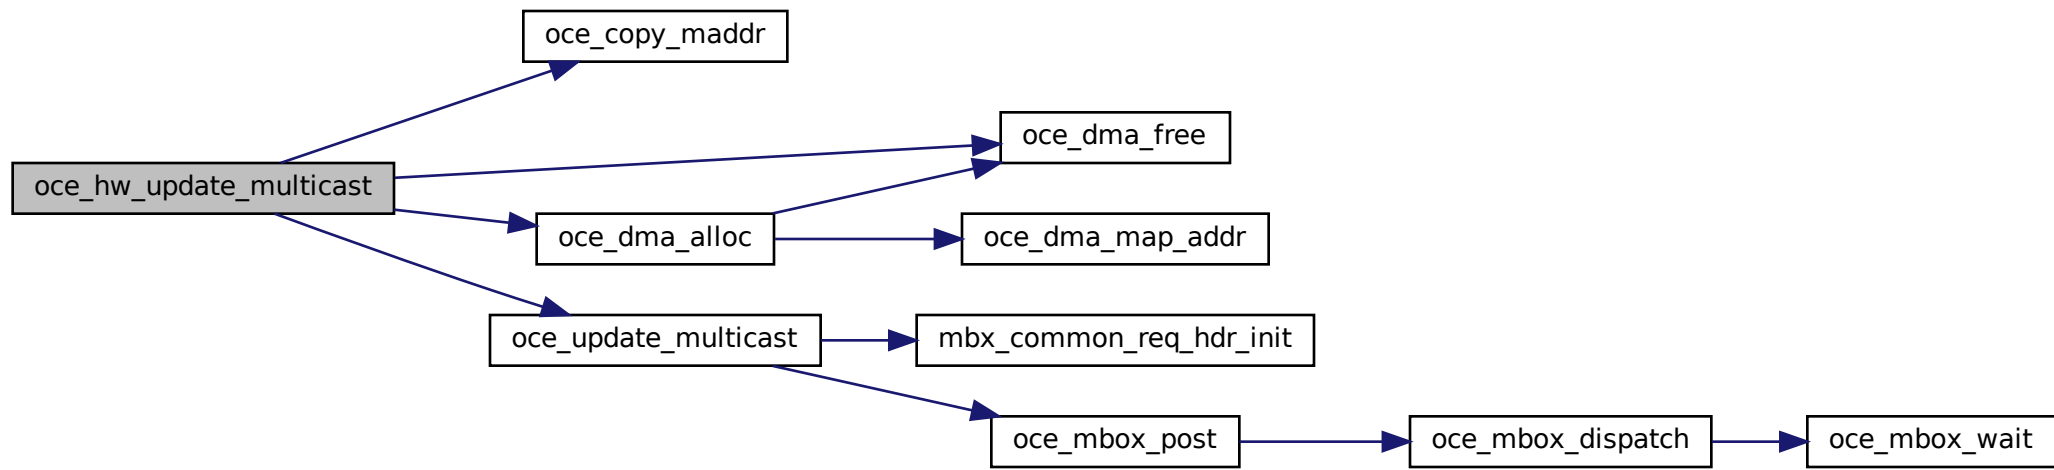 oce_copy_maddr
oce_dma_free
oce_hw_update_multicast
oce_dma_alloc
oce_dma_map_addr
oce_update_multicast
mbx_common_req_hdr_init
oce_mbox_post
oce_mbox_dispatch
oce_mbox_wait